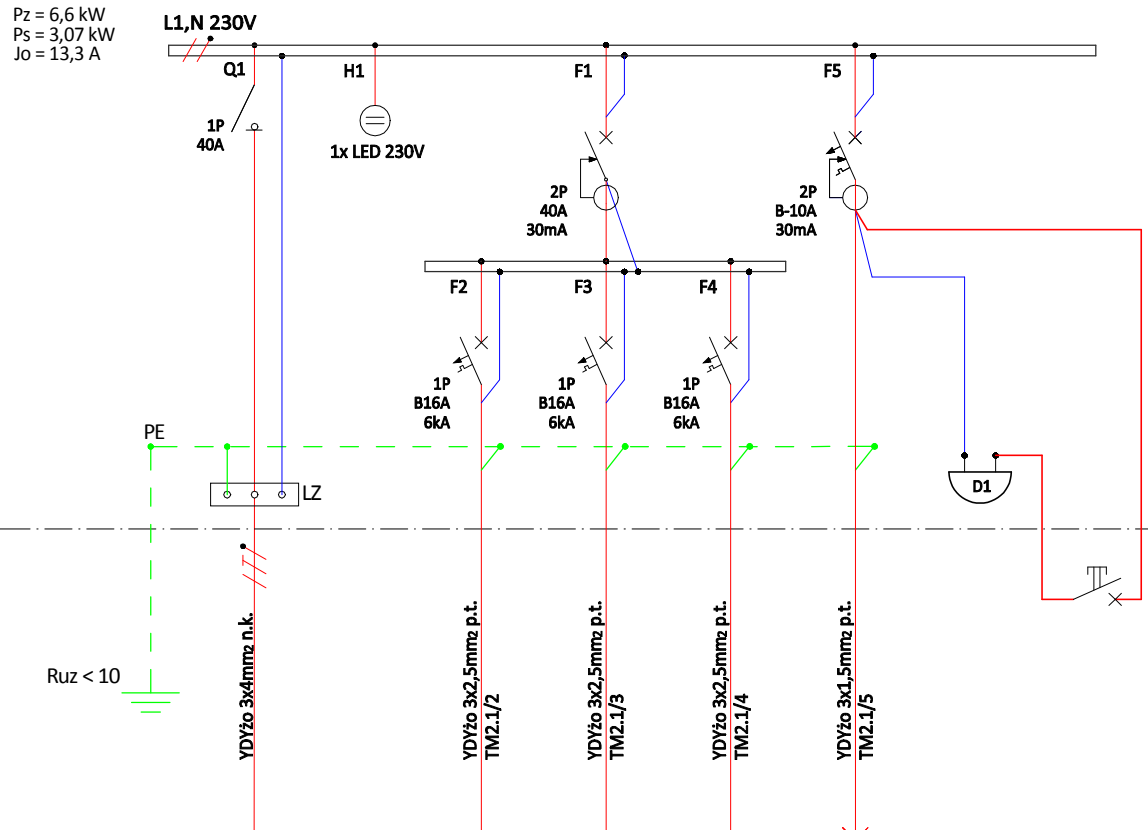 Pz = 6,6 kW
Ps = 3,07 kW
Jo = 13,3 A
L1,N 230V
Q1
H1
F1
F5
1P
40A
1x LED 230V
2P
40A
30mA
2P
B-10A
30mA
F2
F3
F4
1P
B16A
6kA
1P
B16A
6kA
1P
B16A
6kA
PE
LZ
D1
Ruz < 10
YDYżo 3x4mm2 n.k.
YDYżo 3x2,5mm2 p.t.
TM2.1/2
YDYżo 3x2,5mm2 p.t.
TM2.1/3
YDYżo 3x2,5mm2 p.t.
TM2.1/4
YDYżo 3x1,5mm2 p.t.
TM2.1/5